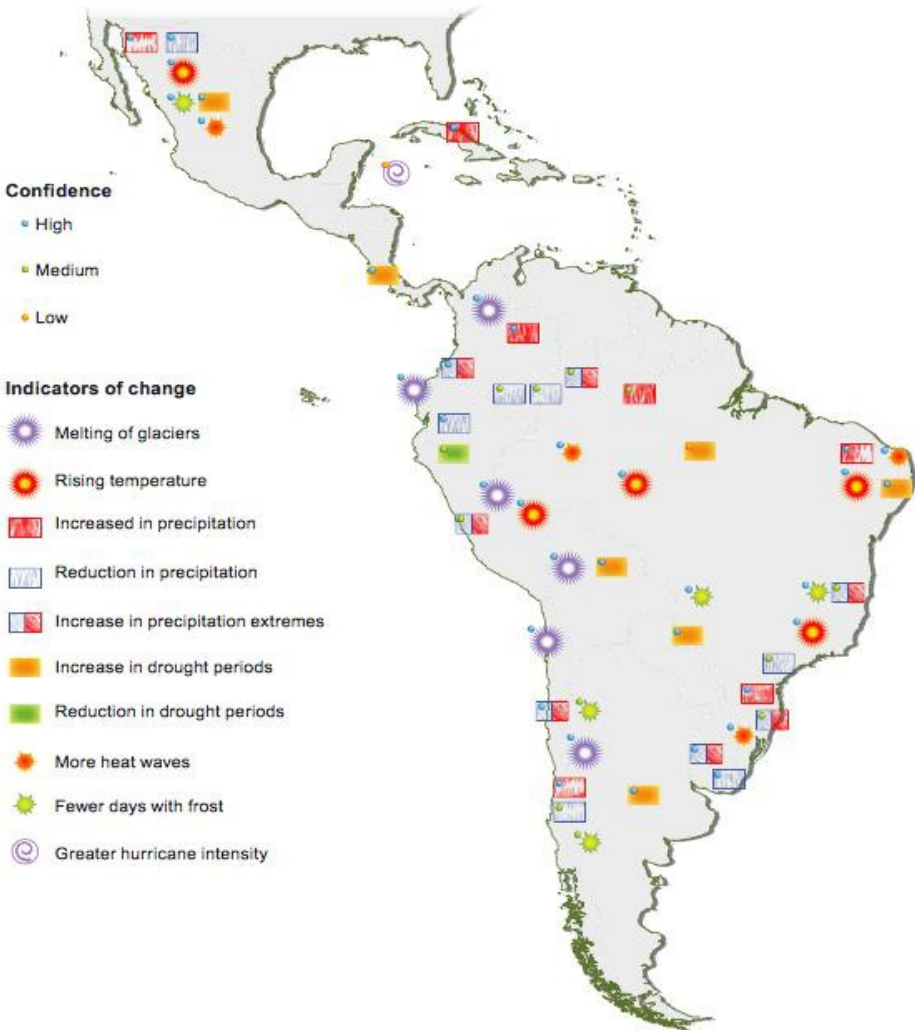 Confidence
High
Medium
Low
Indicators of change
Melting of glaciers
Rising temperature
Increased in precipitation
Reduction in precipitation
Increase in precipitation extremes
Increase in drought periods
Reduction in drought periods
More heat waves
Fewer days with frost
Greater hurricane intensity